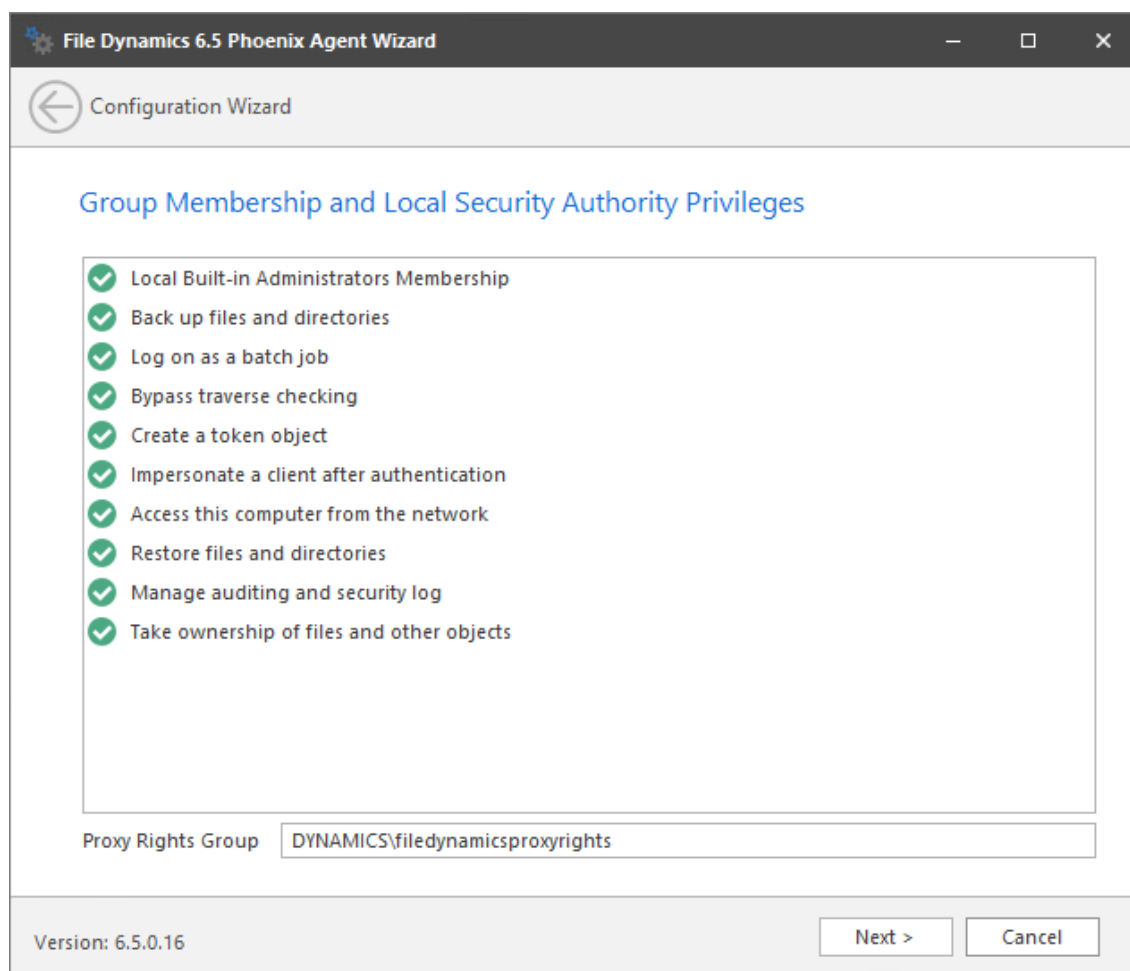 File Dynamics 6.5 Phoenix Agent Wizard
Configuration Wizard
Group Membership and Local Security Authority Privileges
Local Built-in Administrators Membership
Back up files and directories
Log on as a batch job
Bypass traverse checking
Create a token object
Impersonate a client after authentication
Access this computer from the network
Restore files and directories
Manage auditing and security log
Take ownership of files and other objects
Proxy Rights Group DYNAMICS\filedynamicsproxyrights
Version: 6.5.0.16 Next > Cancel